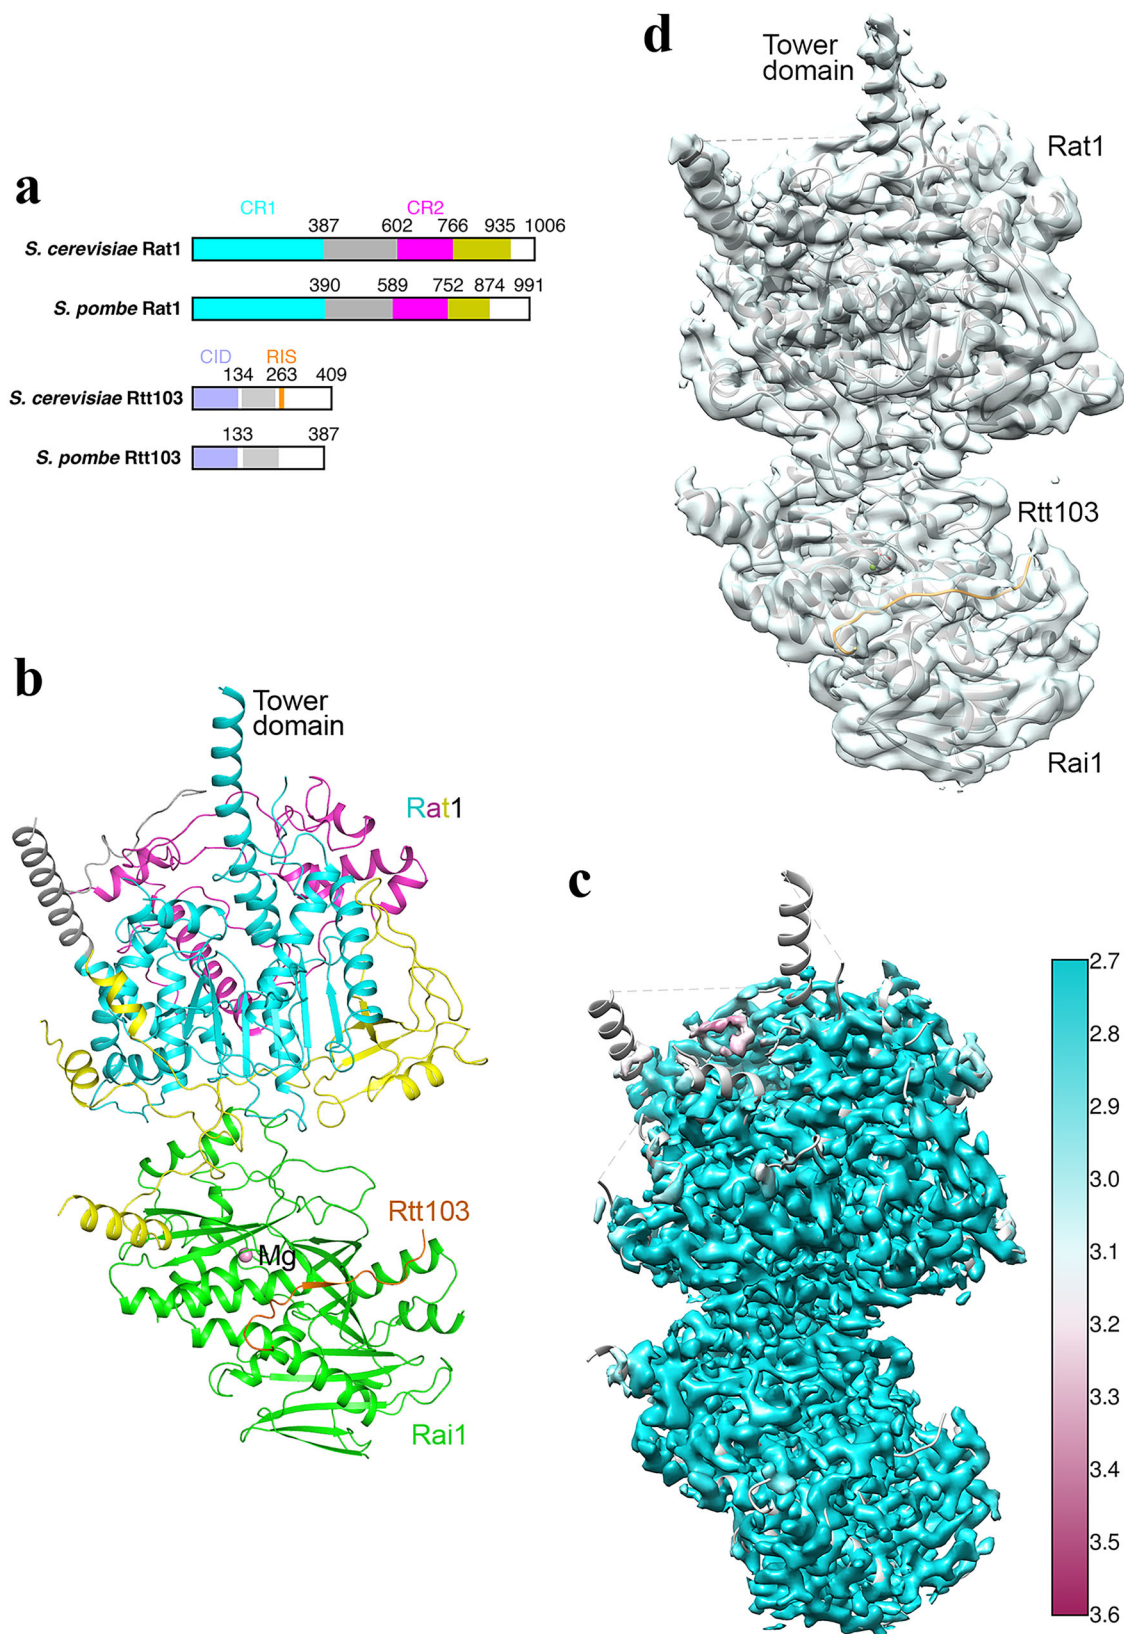 a
CR1
CR2
387 602 766 935 1006
S. cerevisiae Rat1
390 589 752 874 991
S. pombe Rat1
CID
RIS
134 263 409
S. cerevisiae Rtt103
133 387
S. pombe Rtt103
b
Tower
domain
Rat1
Rtt103
Mg
Rai1
d
Tower
domain
Rat1
Rtt103
Rai1
c
2.7
2.8
2.9
3.0
3.1
3.2
3.3
3.4
3.5
3.6